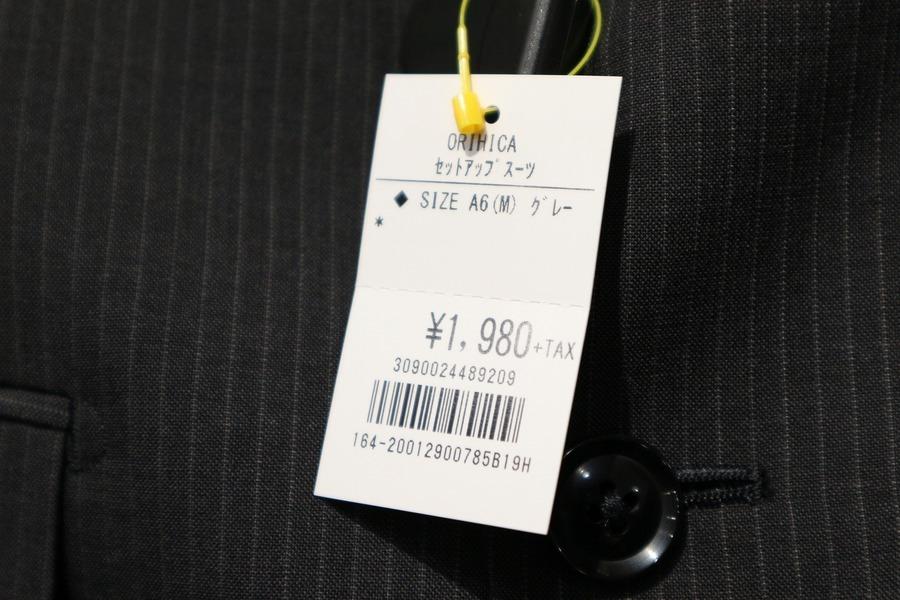 ORIHICA
ｾｯﾄｱｯﾌﾟｽｰﾂ
◆ SIZE A6(M) ｸﾞﾚｰ
*
¥1,980+TAX
3090024489209
164-20012900785B19H